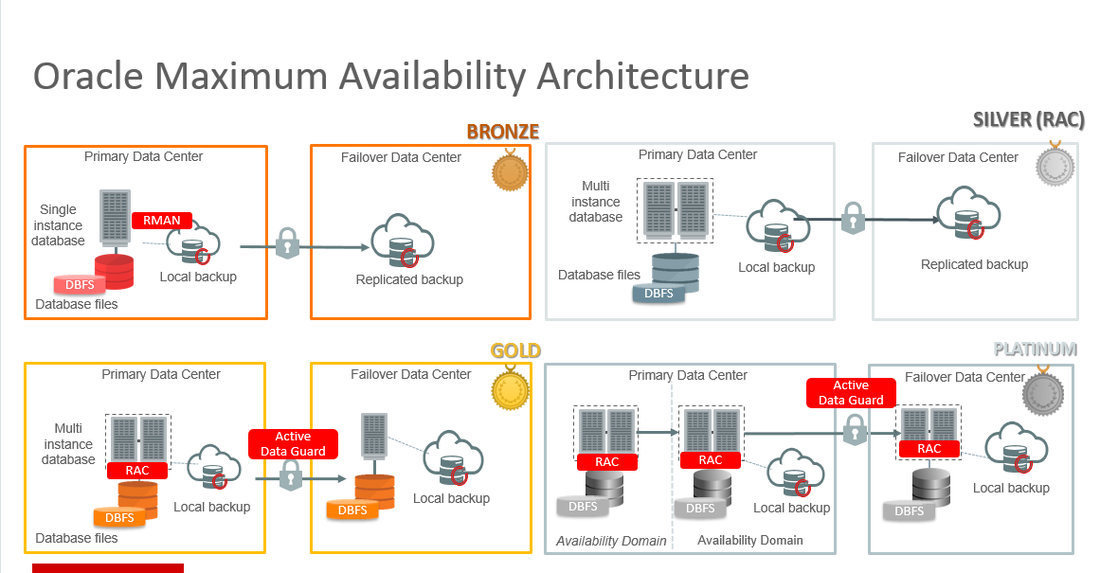 Oracle Maximum Availability Architecture
BRONZE
Primary Data Center
Single
instance
database
RMAN
Local backup
DBFS
Database files
Failover Data Center
Replicated backup
SILVER (RAC)
Primary Data Center
Multi
instance
database
Local backup
Database files
DBFS
Failover Data Center
Replicated backup
GOLD
Primary Data Center
Multi
instance
database
RAC
Local backup
DBFS
Database files
Active
Data Guard
Failover Data Center
Local backup
DBFS
PLATINUM
Primary Data Center
RAC
DBFS
Availability Domain
RAC
DBFS
Local backup
Availability Domain
Active
Data Guard
Failover Data Center
RAC
Local backup
DBFS